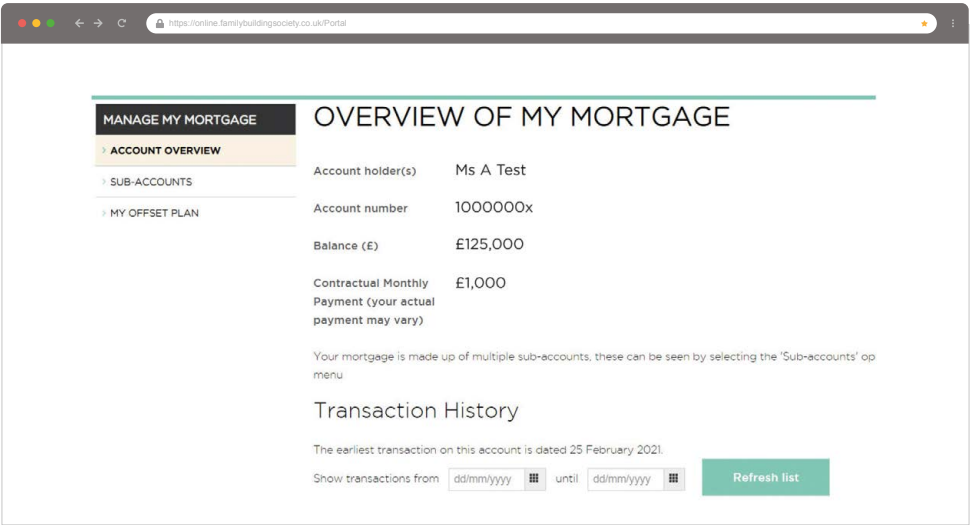 https://online.familybuildingsociety.co.uk/Portal
MANAGE MY MORTGAGE
ACCOUNT OVERVIEW
SUB-ACCOUNTS
MY OFFSET PLAN
OVERVIEW OF MY MORTGAGE
Account holder(s) Ms A Test
Account number 1000000x
Balance (£) £125,000
Contractual Monthly £1,000
Payment (your actual
payment may vary)
Your mortgage is made up of multiple sub-accounts, these can be seen by selecting the 'Sub-accounts' op
menu
Transaction History
The earliest transaction on this account is dated 25 February 2021.
Show transactions from dd/mm/yyyy until dd/mm/yyyy Refresh list